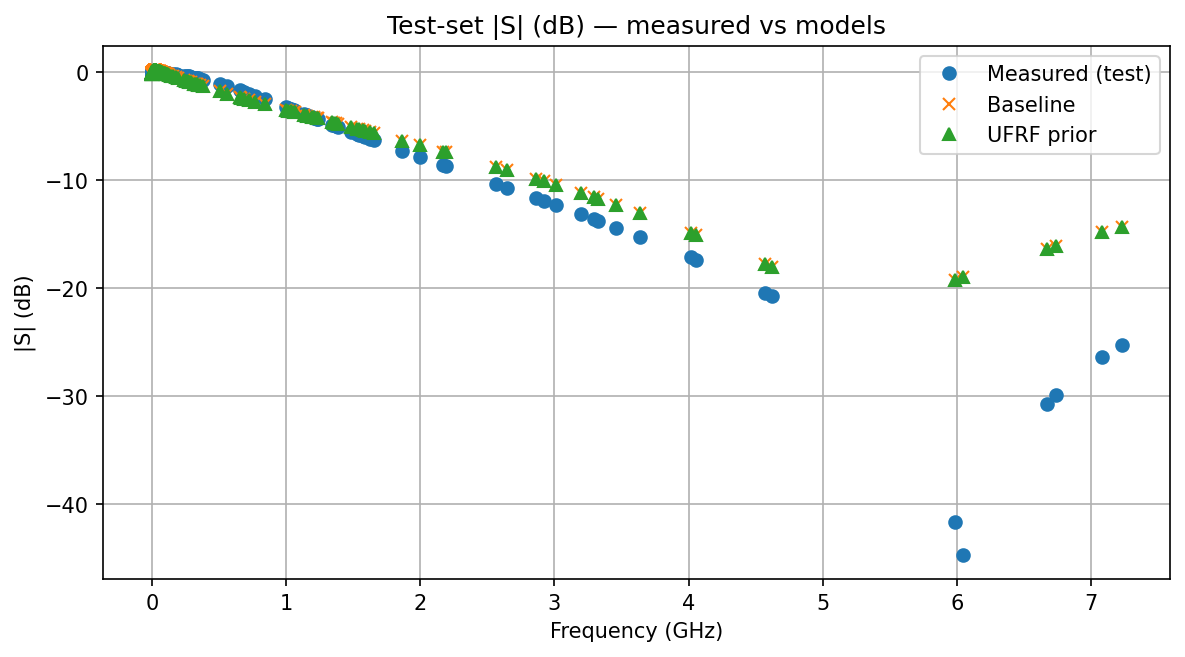 Test-set |S| (dB) — measured vs models
Measured (test)
Baseline
UFRF prior
|S| (dB)
0
−10
−20
−30
−40
0 1 2 3 4 5 6 7
Frequency (GHz)